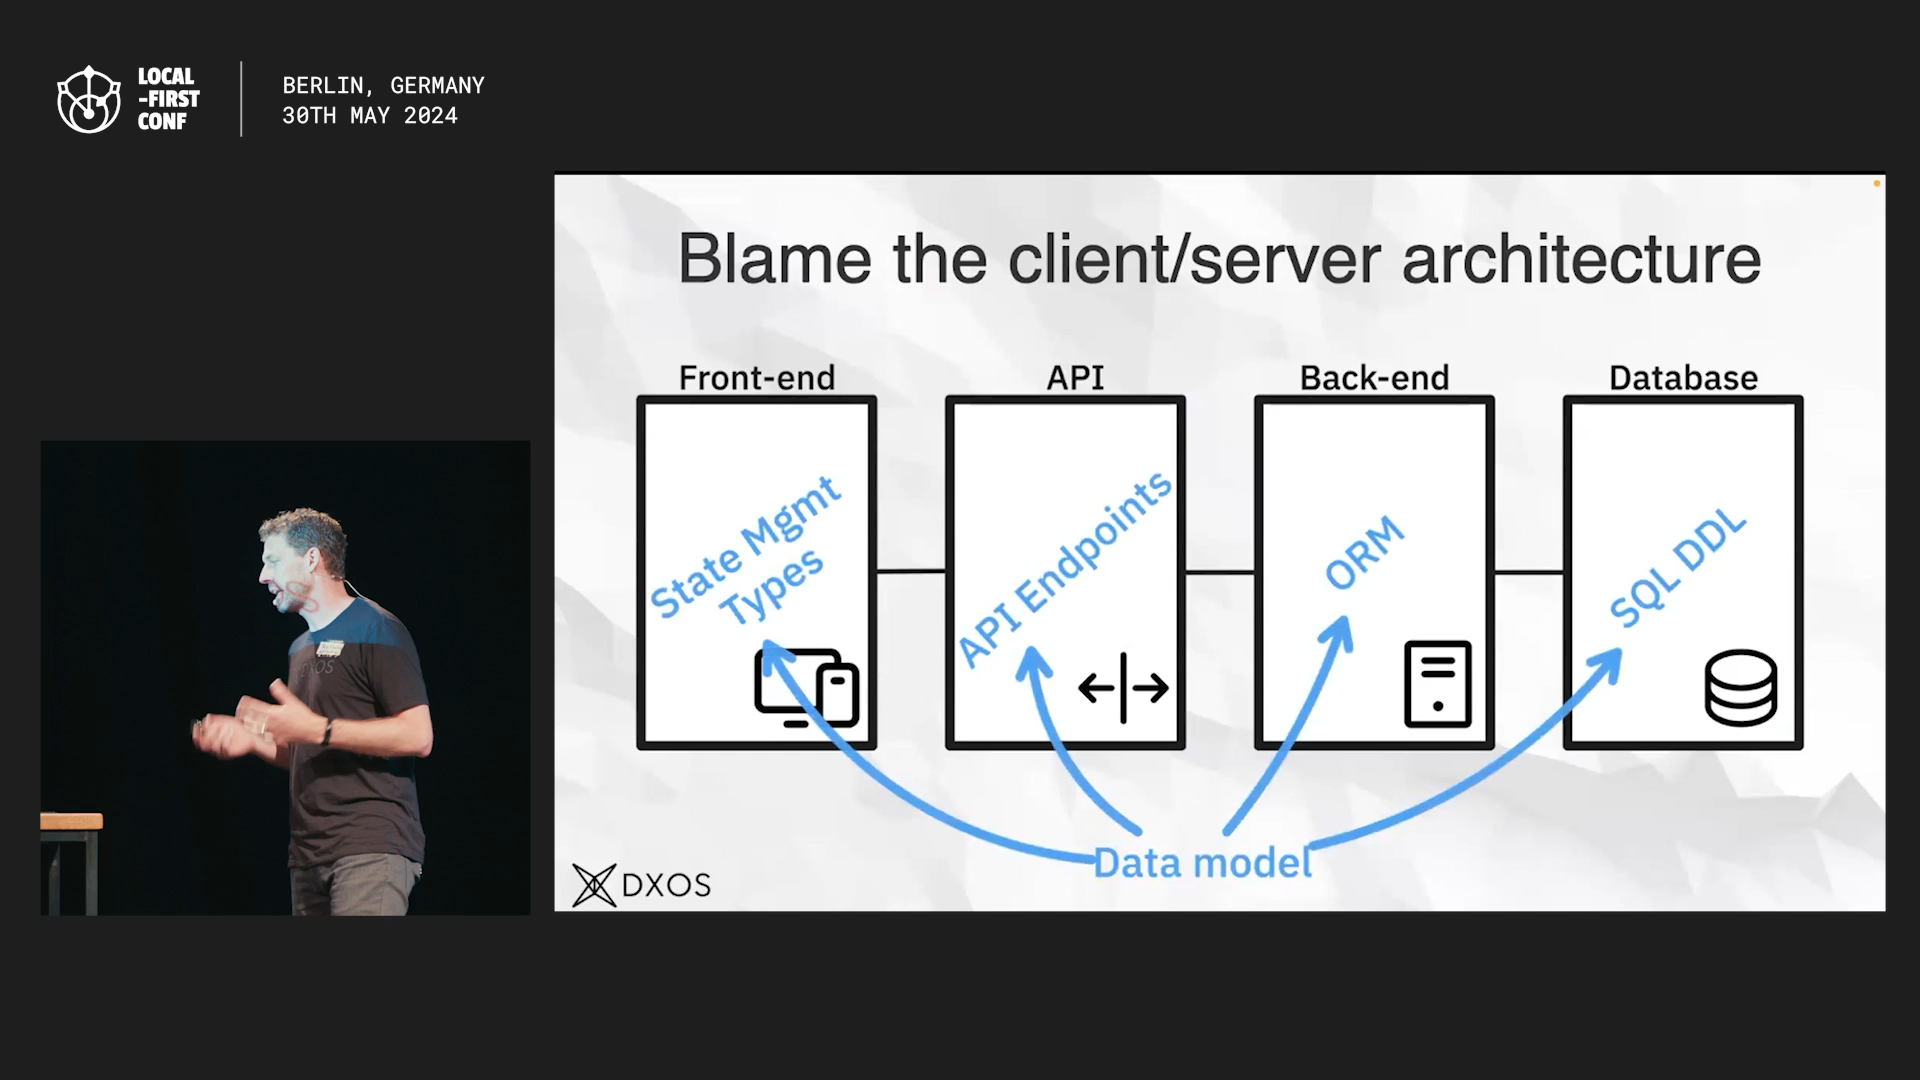 LOCAL
-FIRST
CONF
BERLIN, GERMANY
30TH MAY 2024
Blame the client/server architecture
Front-end
API
Back-end
Database
State Mgmt
Types
API Endpoints
ORM
SQL DDL
Data model
DXOS
DXOS